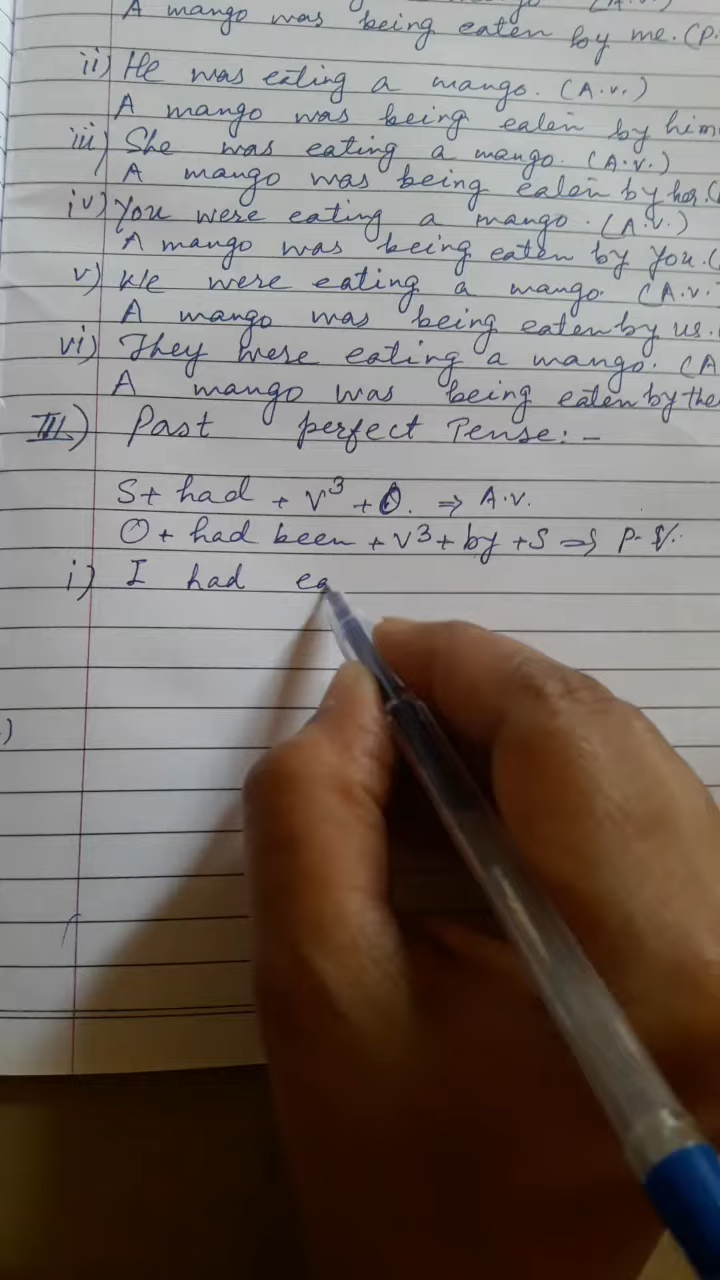 A mango was being eaten by me. (P.
ii) He was eating a mango. (A.V.)
A mango was being eaten by him
iii) She was eating a mango. (A.V.)
A mango was being eaten by her. (
iv) You were eating a mango. (A.V.)
A mango was being eaten by you. (
v) We were eating a mango. (A.V.
A mango was being eaten by us.
vi) They were eating a mango. (A
A mango was being eaten by the
III.) Past perfect Tense:-
S+ had + V³ + O. ⇒ A.V.
O + had been + V³ + by + S ⇒ P.V.
i) I had ea
)